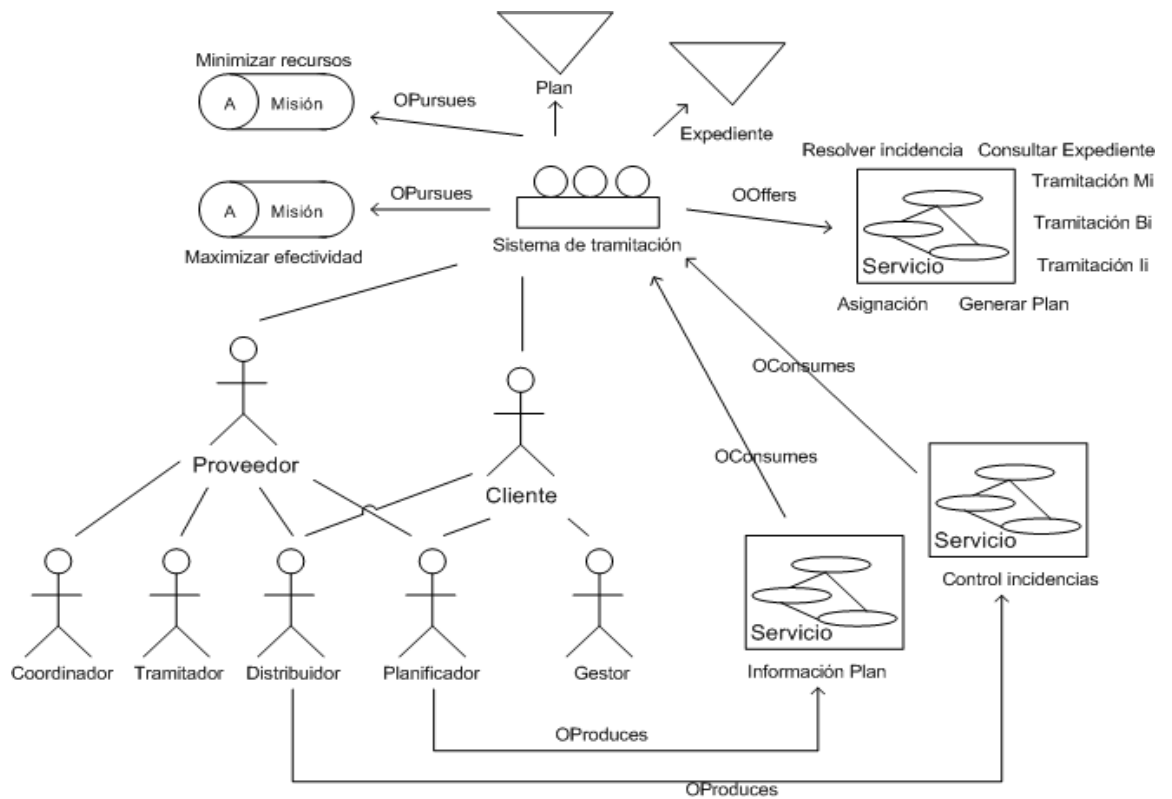 Minimizar recursos
A Misión
OPursues
Plan
Expediente
Resolver incidencia Consultar Expediente
A Misión
OPursues
Maximizar efectividad
Sistema de tramitación
OOffers
Tramitación Mi
Tramitación Bi
Tramitación Ii
Servicio
Asignación Generar Plan
OConsumes
OConsumes
Proveedor
Cliente
Servicio
Control incidencias
Servicio
Información Plan
Coordinador Tramitador Distribuidor Planificador Gestor
OProduces
OProduces